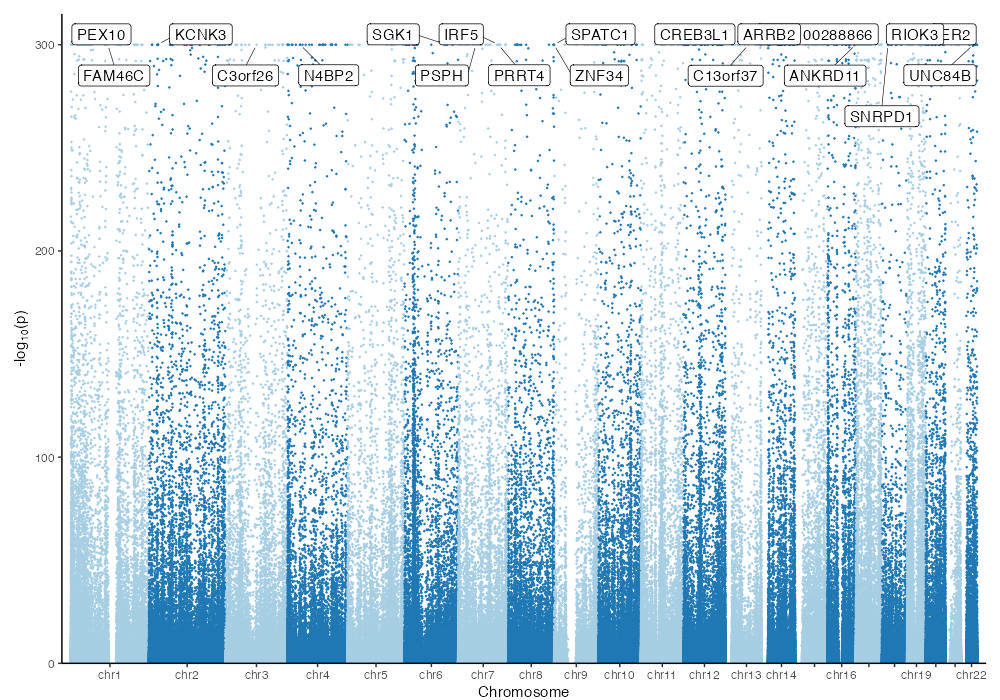 PEX10 KCNK3 SGK1 IRF5 SPATC1 CREB3L1 ARRB2 00288866 RIOK3 ER2
300
FAM46C C3orf26 N4BP2 PSPH PRRT4 ZNF34 C13orf37 ANKRD11 UNC84B
SNRPD1
200
-log10(p)
100
0
chr1 chr2 chr3 chr4 chr5 chr6 chr7 chr8 chr9 chr10 chr11 chr12 chr13 chr14 chr16 chr19 chr22
Chromosome